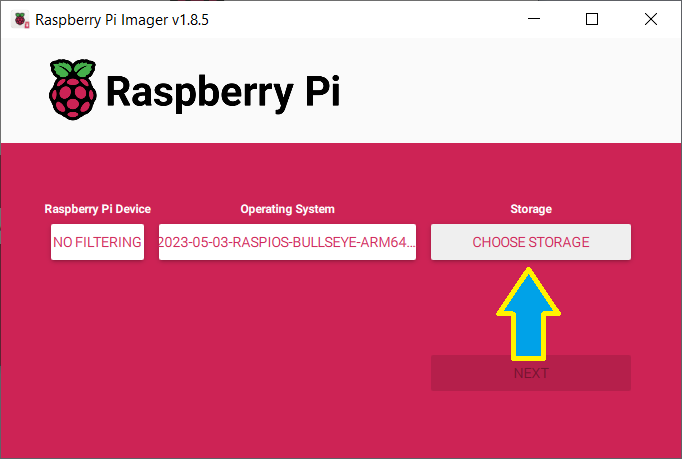 Raspberry Pi Imager v1.8.5
Raspberry Pi
Raspberry Pi Device
Operating System
Storage
NO FILTERING
2023-05-03-RASPIOS-BULLSEYE-ARM64...
CHOOSE STORAGE
NEXT